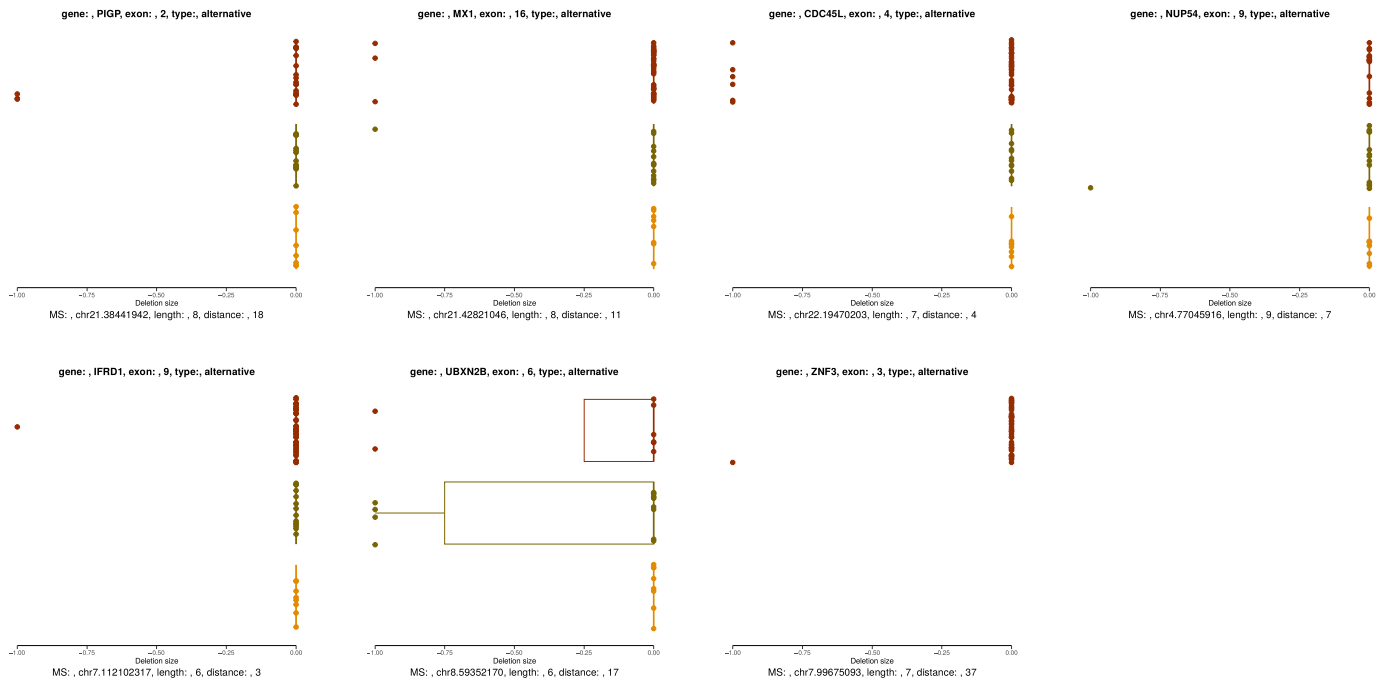 gene: , PIGP, exon: , 2, type:, alternative
−1.00 −0.75 −0.50 −0.25 0.00
Deletion size
MS: , chr21.38441942, length: , 8, distance: , 18
gene: , MX1, exon: , 16, type:, alternative
−1.00 −0.75 −0.50 −0.25 0.00
Deletion size
MS: , chr21.42821046, length: , 8, distance: , 11
gene: , CDC45L, exon: , 4, type:, alternative
−1.00 −0.75 −0.50 −0.25 0.00
Deletion size
MS: , chr22.19470203, length: , 7, distance: , 4
gene: , NUP54, exon: , 9, type:, alternative
−1.00 −0.75 −0.50 −0.25 0.00
Deletion size
MS: , chr4.77045916, length: , 9, distance: , 7
gene: , IFRD1, exon: , 9, type:, alternative
−1.00 −0.75 −0.50 −0.25 0.00
Deletion size
MS: , chr7.112102317, length: , 6, distance: , 3
gene: , UBXN2B, exon: , 6, type:, alternative
−1.00 −0.75 −0.50 −0.25 0.00
Deletion size
MS: , chr8.59352170, length: , 6, distance: , 17
gene: , ZNF3, exon: , 3, type:, alternative
−1.00 −0.75 −0.50 −0.25 0.00
Deletion size
MS: , chr7.99675093, length: , 7, distance: , 37